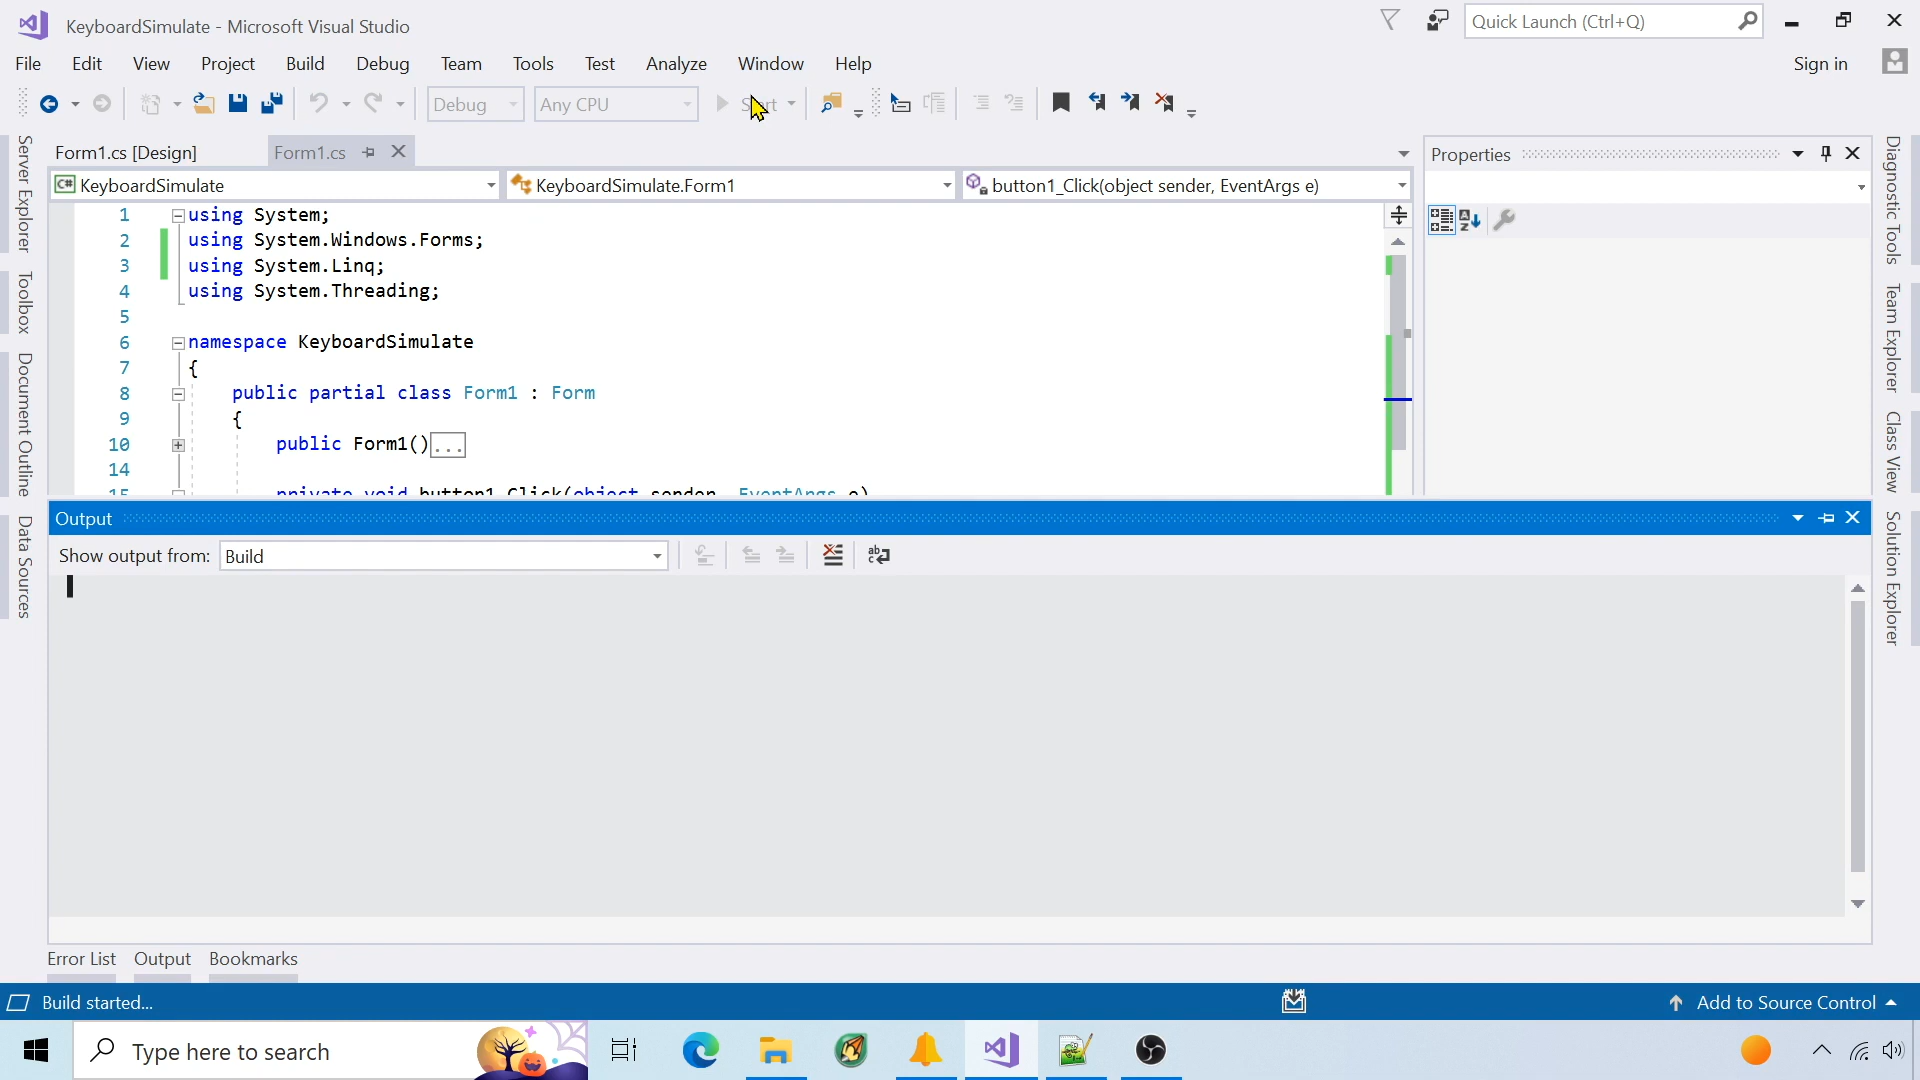 KeyboardSimulate - Microsoft Visual Studio
Quick Launch (Ctrl+Q)
File Edit View Project Build Debug Team Tools Test Analyze Window Help
Sign in
Debug Any CPU
Form1.cs [Design] Form1.cs
Properties
C# KeyboardSimulate KeyboardSimulate.Form1 button1_Click(object sender, EventArgs e)
1 using System;
2 using System.Windows.Forms;
3 using System.Linq;
4 using System.Threading;
5
6 namespace KeyboardSimulate
7 {
8 public partial class Form1 : Form
9 {
10 public Form1()...
14
15 private void button1_Click(object sender, EventArgs e)
Server Explorer
Toolbox
Document Outline
Data Sources
Diagnostic Tools
Team Explorer
Class View
Solution Explorer
Output
Show output from: Build
Error List Output Bookmarks
Build started...
Add to Source Control
Type here to search